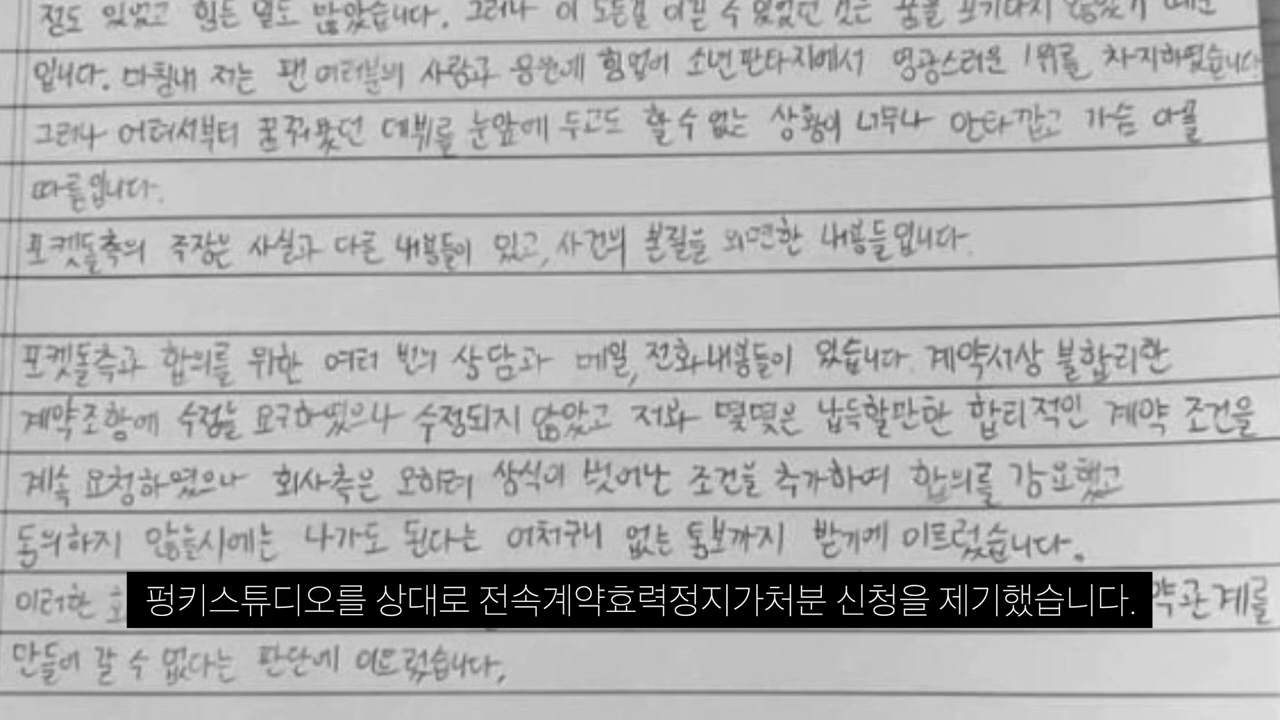 점도 있었고 힘든 일도 많았습니다. 그러나 이 모든걸 이길 수 있었던 것은 꿈을 포기하지 않았기 때문
입니다. 마침내 저는 팬 여러분의 사랑과 응원에 힘입어 소년판타지에서 영광스러운 1위를 차지하였습니다
그러나 어려서부터 꿈꿔왔던 데뷔를 눈앞에 두고도 할 수 없는 상황이 너무나 안타깝고 가슴 아플
따름입니다.
포켓돌측의 주장은 사실과 다른 내용들이 있고, 사건의 본질을 외면한 내용들입니다.
포켓돌측과 합의를 위한 여러 번의 상담과 메일, 전화내용들이 있습니다. 계약서상 불합리한
계약조항에 수정을 요구하였으나 수정되지 않았고 저와 몇몇은 납득할만한 합리적인 계약 조건을
계속 요청하였으나 회사측은 오히려 상식이 벗어난 조건을 추가하여 합의를 강요했고
동의하지 않을시에는 나가도 된다는 어처구니 없는 통보까지 받기에 이르렀습니다.
이러한 약관계를
펑키스튜디오를 상대로 전속계약효력정지가처분 신청을 제기했습니다.
만들어 갈 수 없다는 판단에 이르렀습니다.